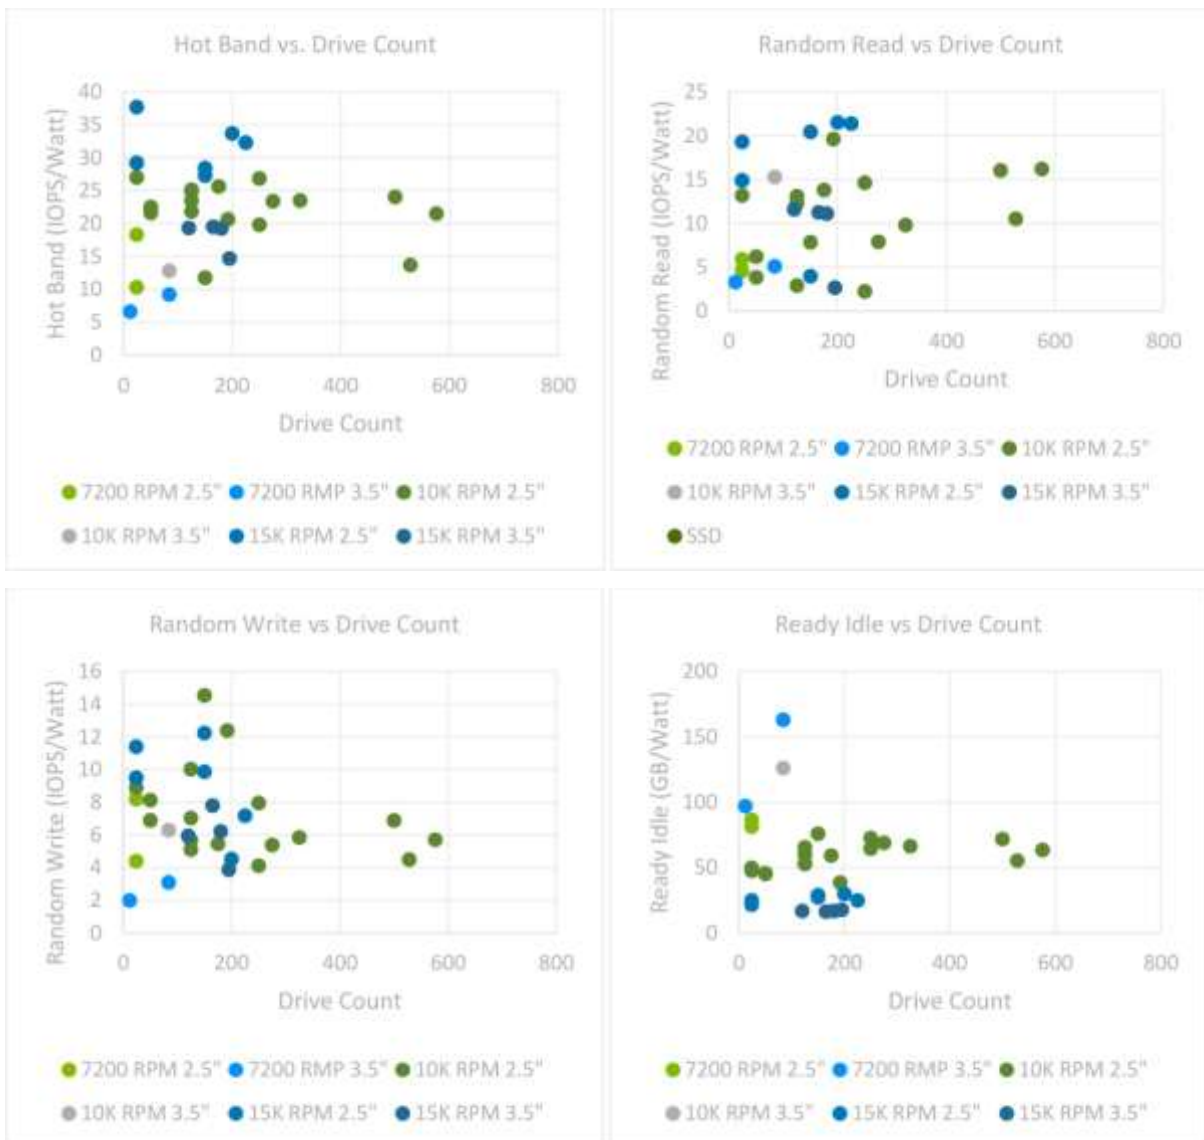 Hot Band vs. Drive Count
Hot Band (IOPS/Watt)
40
35
30
25
20
15
10
5
0
0 200 400 600 800
Drive Count
7200 RPM 2.5" 7200 RMP 3.5" 10K RPM 2.5"
10K RPM 3.5" 15K RPM 2.5" 15K RPM 3.5"
Random Read vs Drive Count
Random Read (IOPS/Watt)
25
20
15
10
5
0
0 200 400 600 800
Drive Count
7200 RPM 2.5" 7200 RMP 3.5" 10K RPM 2.5"
10K RPM 3.5" 15K RPM 2.5" 15K RPM 3.5"
SSD
Random Write vs Drive Count
Random Write (IOPS/Watt)
16
14
12
10
8
6
4
2
0
0 200 400 600 800
Drive Count
7200 RPM 2.5" 7200 RMP 3.5" 10K RPM 2.5"
10K RPM 3.5" 15K RPM 2.5" 15K RPM 3.5"
Ready Idle vs Drive Count
Ready Idle (GB/Watt)
200
150
100
50
0
0 200 400 600 800
Drive Count
7200 RPM 2.5" 7200 RMP 3.5" 10K RPM 2.5"
10K RPM 3.5" 15K RPM 2.5" 15K RPM 3.5"